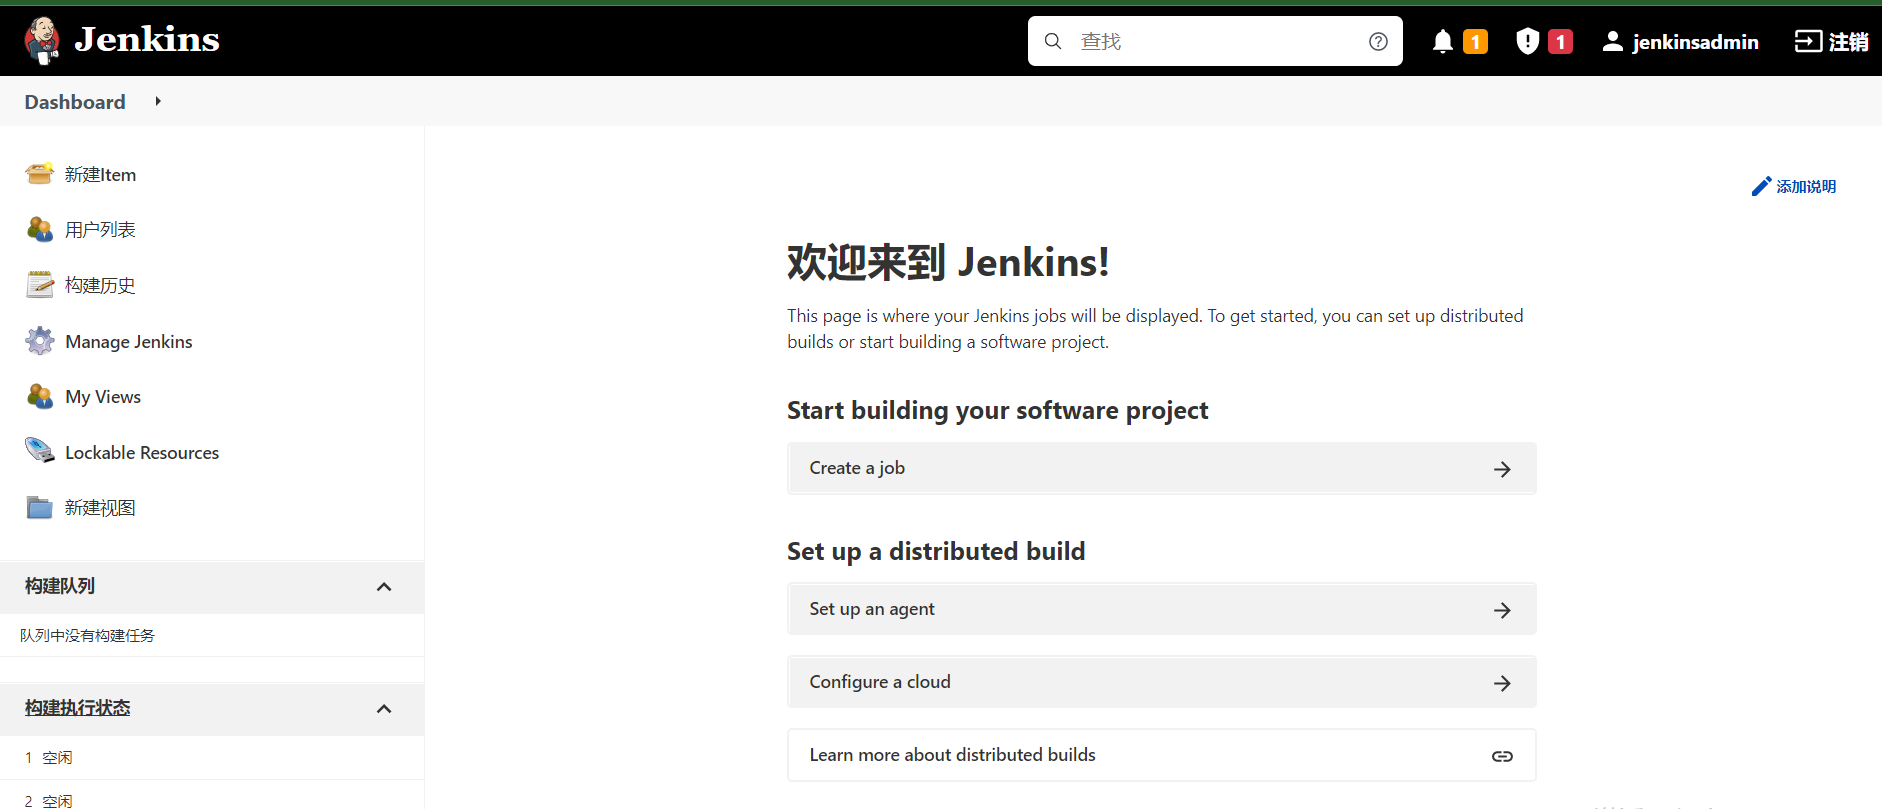 Jenkins
查找
1
1
jenkinsadmin
注销
Dashboard
新建Item
用户列表
构建历史
Manage Jenkins
My Views
Lockable Resources
新建视图
构建队列
队列中没有构建任务
构建执行状态
1 空闲
2 空闲
添加说明
欢迎来到 Jenkins!
This page is where your Jenkins jobs will be displayed. To get started, you can set up distributed
builds or start building a software project.
Start building your software project
Create a job
Set up a distributed build
Set up an agent
Configure a cloud
Learn more about distributed builds